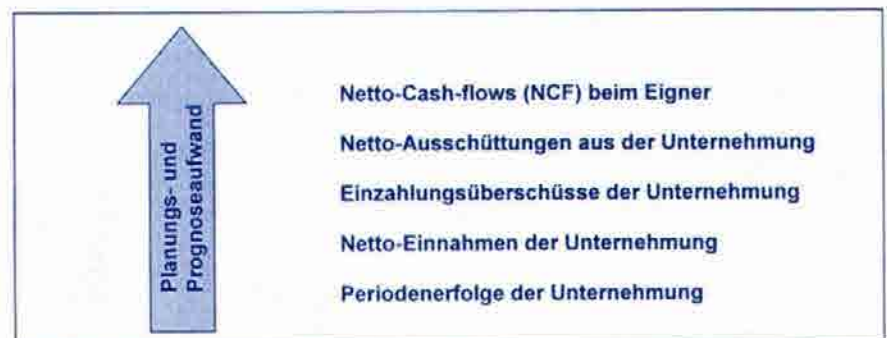 Planungs- und
Prognoseaufwand
Netto-Cash-flows (NCF) beim Eigner
Netto-Ausschüttungen aus der Unternehmung
Einzahlungsüberschüsse der Unternehmung
Netto-Einnahmen der Unternehmung
Periodenerfolge der Unternehmung